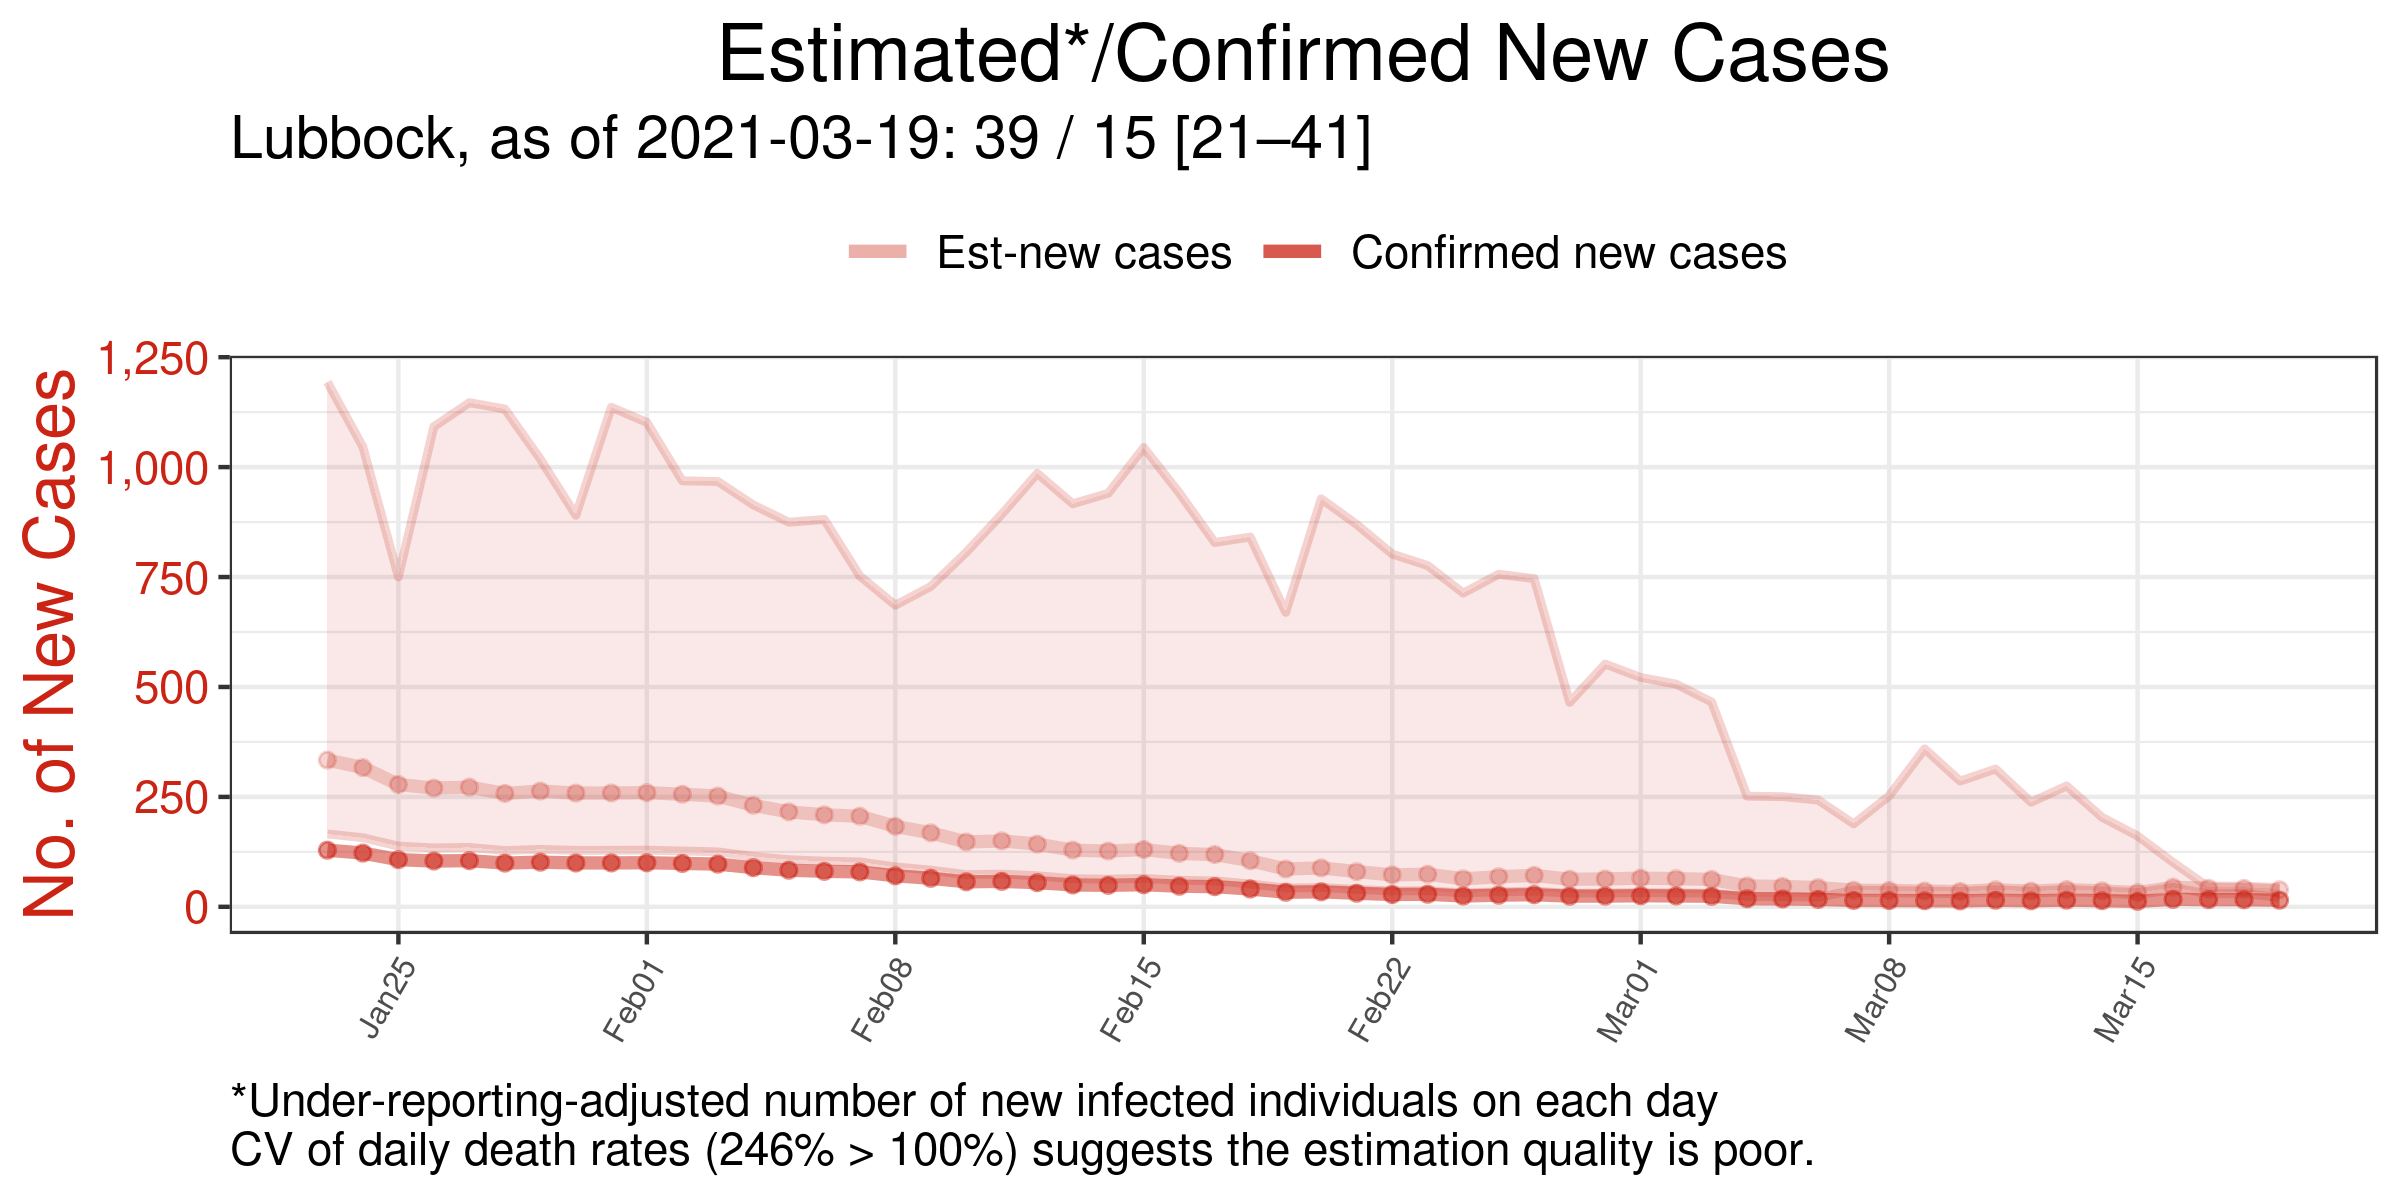 Estimated*/Confirmed New Cases
Lubbock, as of 2021-03-19: 39 / 15 [21–41]
Est-new cases
Confirmed new cases
No. of New Cases
1,250
1,000
750
500
250
0
Jan25
Feb01
Feb08
Feb15
Feb22
Mar01
Mar08
Mar15
*Under-reporting-adjusted number of new infected individuals on each day
CV of daily death rates (246% > 100%) suggests the estimation quality is poor.